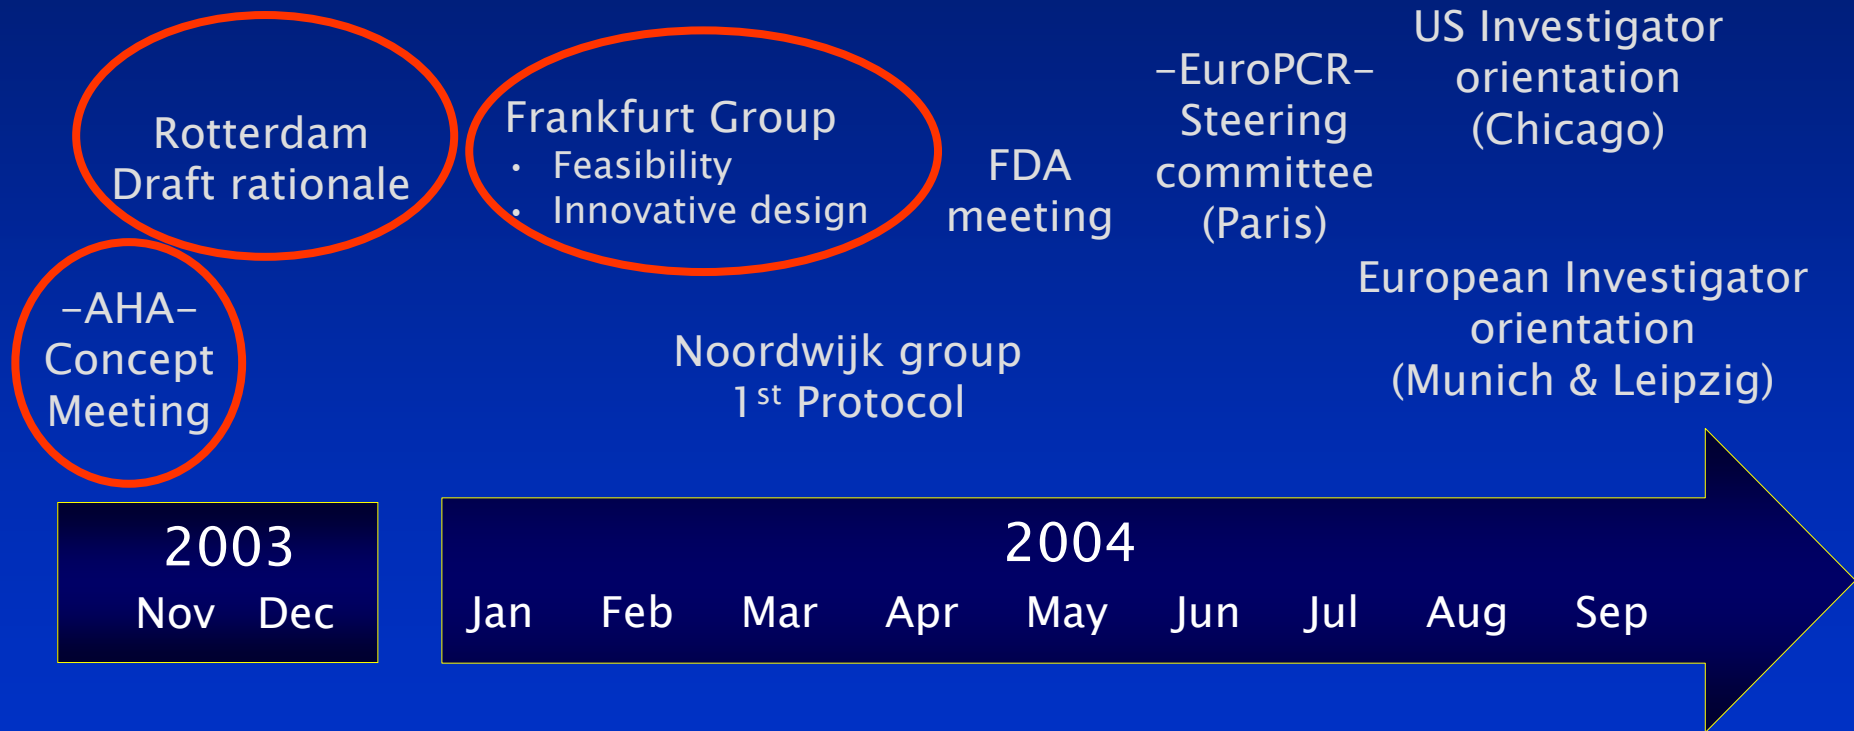 Rotterdam
Draft rationale
–AHA–
Concept
Meeting
Frankfurt Group
• Feasibility
• Innovative design
Noordwijk group
1st Protocol
FDA
meeting
–EuroPCR–
Steering
committee
(Paris)
US Investigator
orientation
(Chicago)
European Investigator
orientation
(Munich & Leipzig)
2003
Nov Dec
2004
Jan Feb Mar Apr May Jun Jul Aug Sep